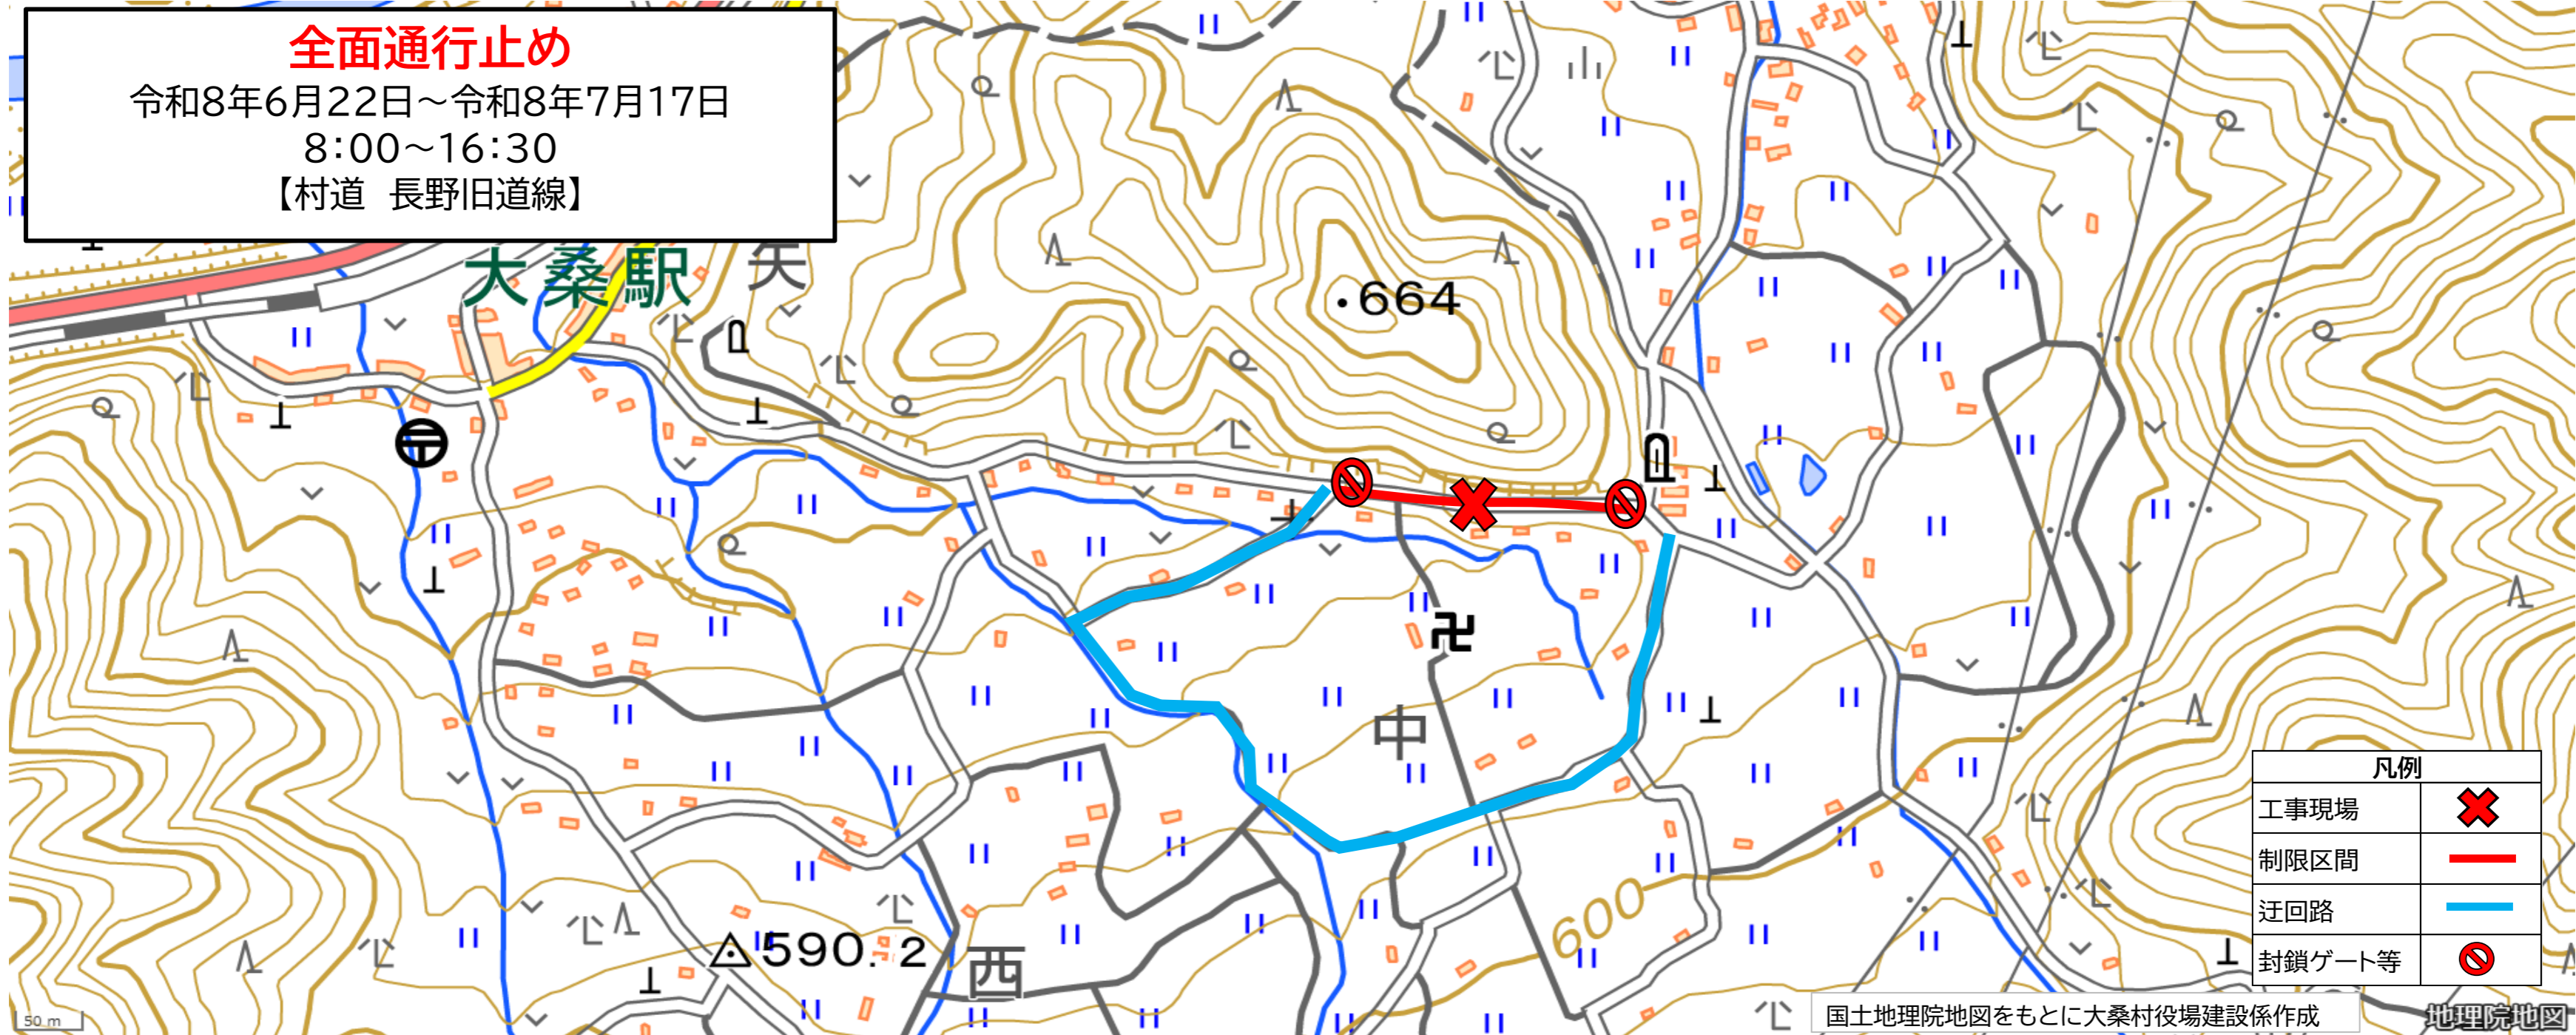 全面通行止め
令和8年6月22日～令和8年7月17日
8：00～16：30
【村道　長野旧道線】
大桑駅
矢
664
中
西
590.2
600
凡例
工事現場
制限区間
迂回路
封鎖ゲート等
50 m
国土地理院地図をもとに大桑村役場建設係作成
地理院地図